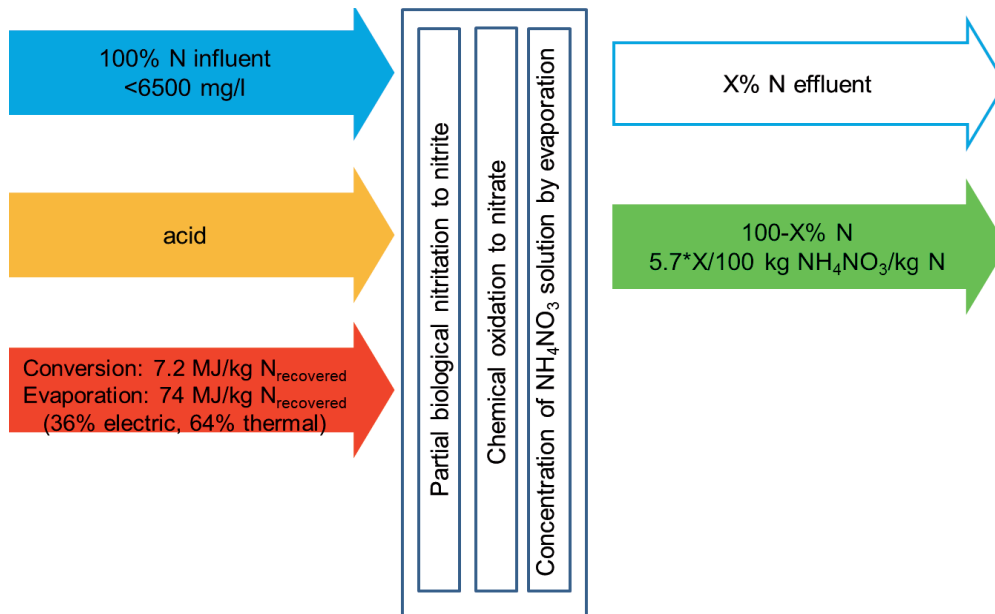 100% N influent
<6500 mg/l
acid
Conversion: 7.2 MJ/kg Nrecovered
Evaporation: 74 MJ/kg Nrecovered
(36% electric, 64% thermal)
Partial biological nitritation to nitrite
Chemical oxidation to nitrate
Concentration of NH₄NO₃ solution by evaporation
X% N effluent
100-X% N
5.7*X/100 kg NH₄NO₃/kg N